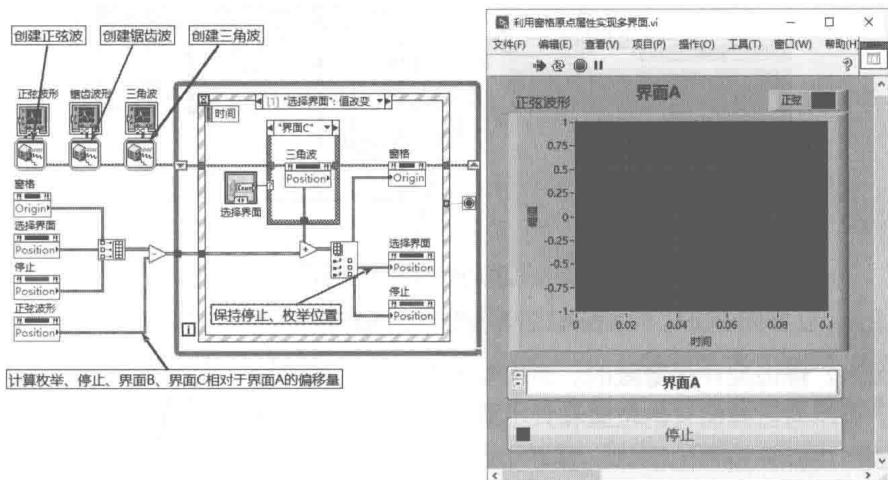 创建正弦波
创建锯齿波
创建三角波
正弦波形
锯齿波形
三角波
[1] "选择界面": 值改变
时间
"界面C"
三角波
Position
选择界面
窗格
Origin
窗格
Origin
选择界面
Position
停止
Position
正弦波形
Position
选择界面
Position
停止
Position
保持停止、枚举位置
i
计算枚举、停止、界面B、界面C相对于界面A的偏移量
利用窗格原点属性实现多界面.vi
文件(F) 编辑(E) 查看(V) 项目(P) 操作(O) 工具(T) 窗口(W) 帮助(H)
界面A
正弦波形
正弦
幅值
1
0.75
0.5
0.25
0
-0.25
-0.5
-0.75
-1
0 0.02 0.04 0.06 0.08 0.1
时间
界面A
停止